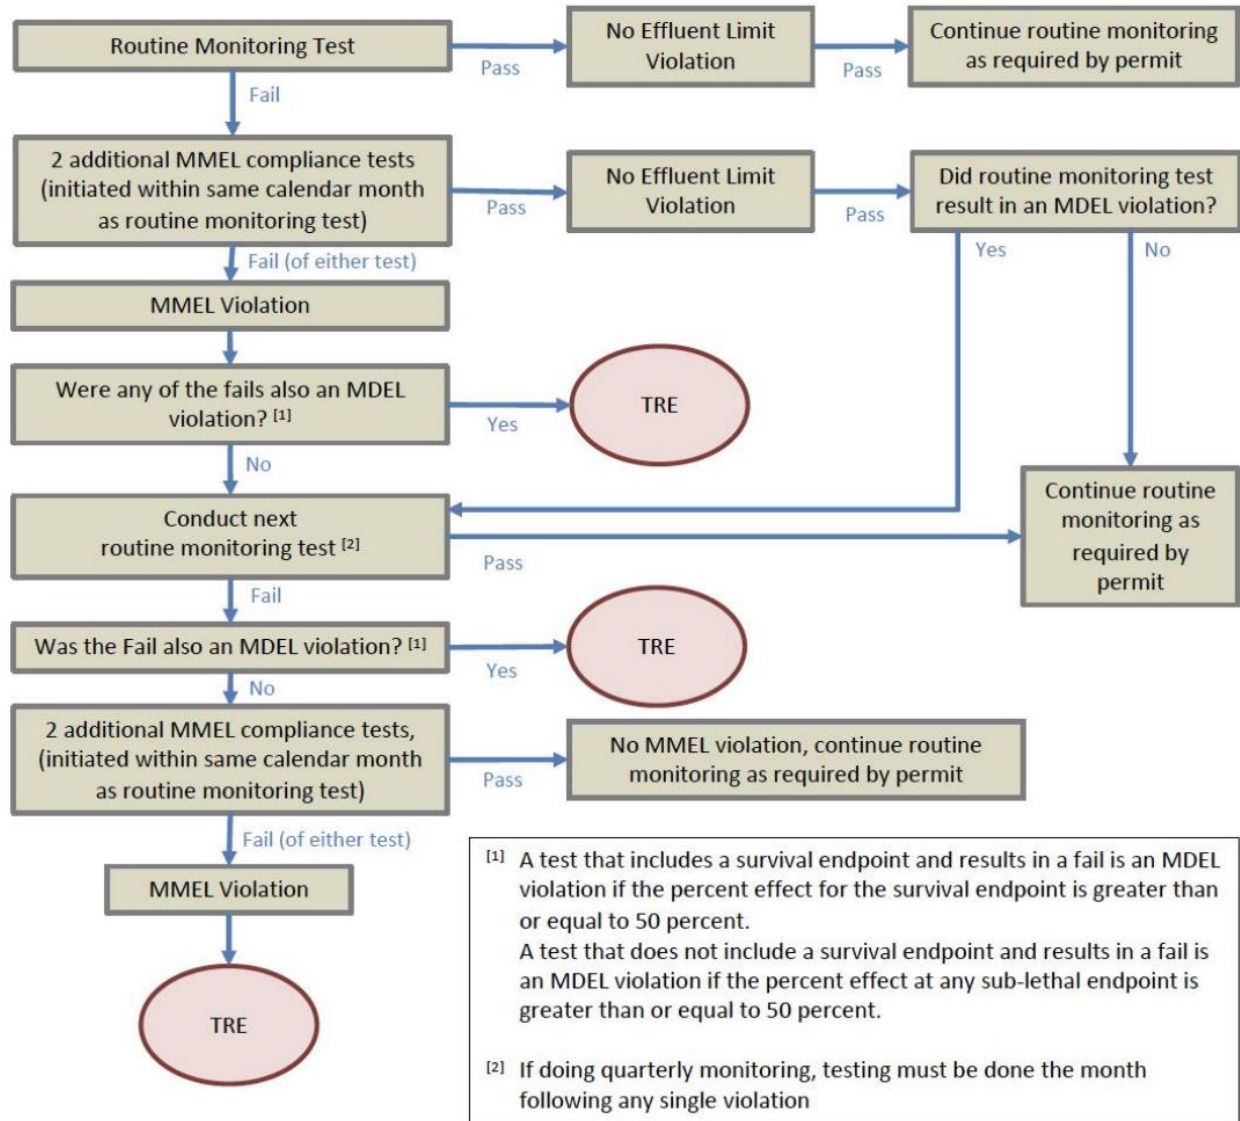 Routine Monitoring Test
Pass
No Effluent Limit
Violation
Pass
Continue routine monitoring
as required by permit
Fail
2 additional MMEL compliance tests
(initiated within same calendar month
as routine monitoring test)
Pass
No Effluent Limit
Violation
Pass
Did routine monitoring test
result in an MDEL violation?
Fail (of either test)
Yes
No
MMEL Violation
Were any of the fails also an MDEL
violation? [1]
Yes
TRE
No
Conduct next
routine monitoring test [2]
Pass
Continue routine
monitoring as
required by
permit
Fail
Was the Fail also an MDEL violation? [1]
Yes
TRE
No
2 additional MMEL compliance tests,
(initiated within same calendar month
as routine monitoring test)
Pass
No MMEL violation, continue routine
monitoring as required by permit
Fail (of either test)
MMEL Violation
TRE
[1] A test that includes a survival endpoint and results in a fail is an MDEL
violation if the percent effect for the survival endpoint is greater than
or equal to 50 percent.
A test that does not include a survival endpoint and results in a fail is
an MDEL violation if the percent effect at any sub-lethal endpoint is
greater than or equal to 50 percent.
[2] If doing quarterly monitoring, testing must be done the month
following any single violation